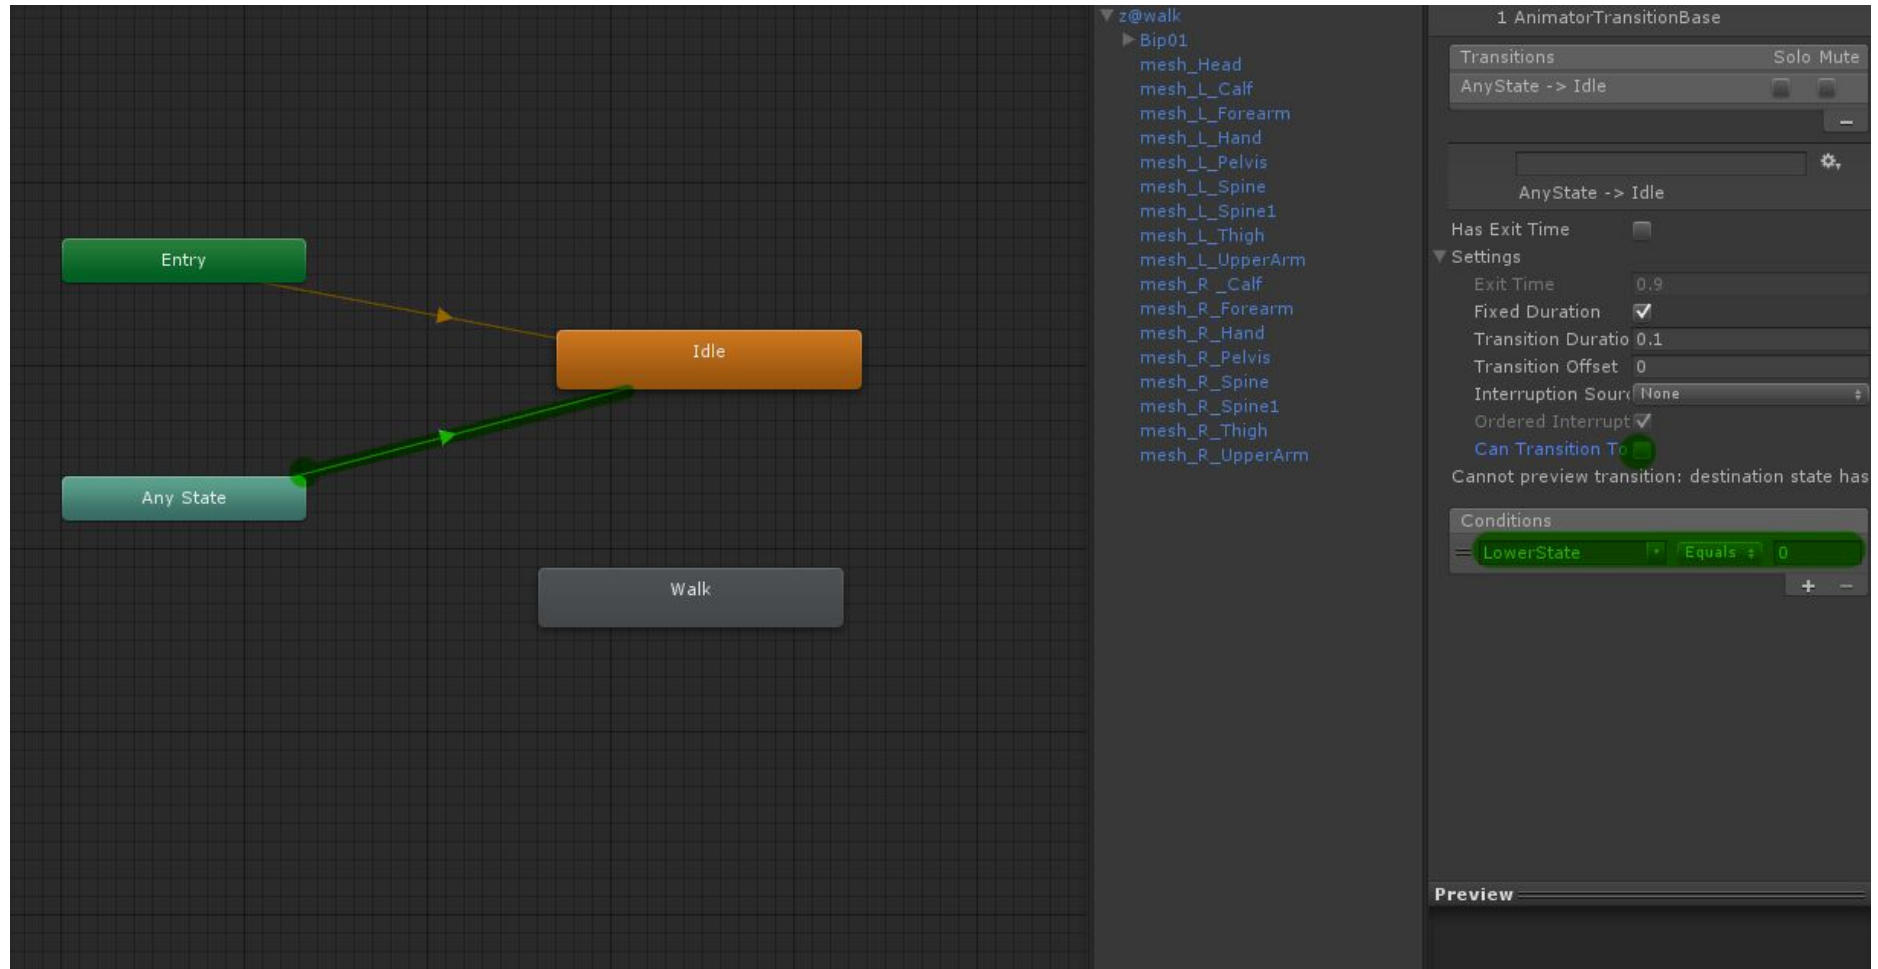 Entry
Idle
Any State
Walk
z@walk
Bip01
mesh_Head
mesh_L_Calf
mesh_L_Forearm
mesh_L_Hand
mesh_L_Pelvis
mesh_L_Spine
mesh_L_Spine1
mesh_L_Thigh
mesh_L_UpperArm
mesh_R _Calf
mesh_R_Forearm
mesh_R_Hand
mesh_R_Pelvis
mesh_R_Spine
mesh_R_Spine1
mesh_R_Thigh
mesh_R_UpperArm
1 AnimatorTransitionBase
Transitions Solo Mute
AnyState -> Idle
AnyState -> Idle
Has Exit Time
Settings
Exit Time 0.9
Fixed Duration
Transition Duratio 0.1
Transition Offset 0
Interruption Sour None
Ordered Interrupt
Can Transition To
Cannot preview transition: destination state has
Conditions
LowerState Equals 0
Preview